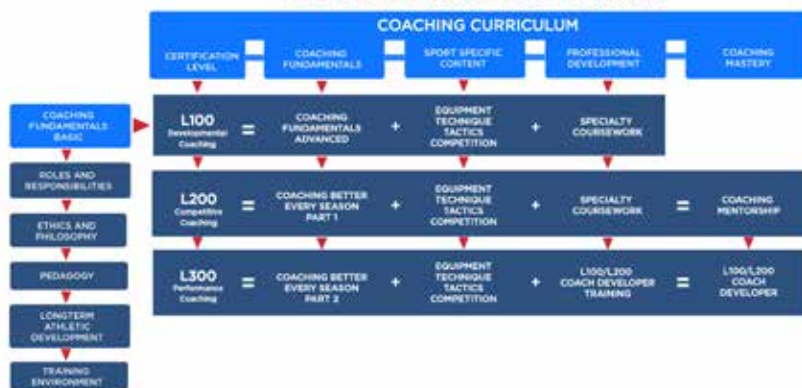 COACHING CURRICULUM
CERTIFICATION
LEVEL
COACHING
FUNDAMENTALS
SPORT SPECIFIC
CONTENT
PROFESSIONAL
DEVELOPMENT
COACHING
MASTERY
COACHING
FUNDAMENTALS
BASIC
L100
Developmental
Coaching
=
COACHING
FUNDAMENTALS
ADVANCED
+
EQUIPMENT
TECHNIQUE
TACTICS
COMPETITION
+
SPECIALTY
COURSEWORK
ROLES AND
RESPONSIBILITIES
L200
Competitive
Coaching
=
COACHING BETTER
EVERY SEASON
PART 1
+
EQUIPMENT
TECHNIQUE
TACTICS
COMPETITION
+
SPECIALTY
COURSEWORK
=
COACHING
MENTORSHIP
ETHICS AND
PHILOSOPHY
PEDAGOGY
L300
Performance
Coaching
=
COACHING BETTER
EVERY SEASON
PART 2
+
EQUIPMENT
TECHNIQUE
TACTICS
COMPETITION
+
L100/L200
COACH DEVELOPER
TRAINING
=
L100/L200
COACH
DEVELOPER
LONGTERM
ATHLETIC
DEVELOPMENT
TRAINING
ENVIRONMENT